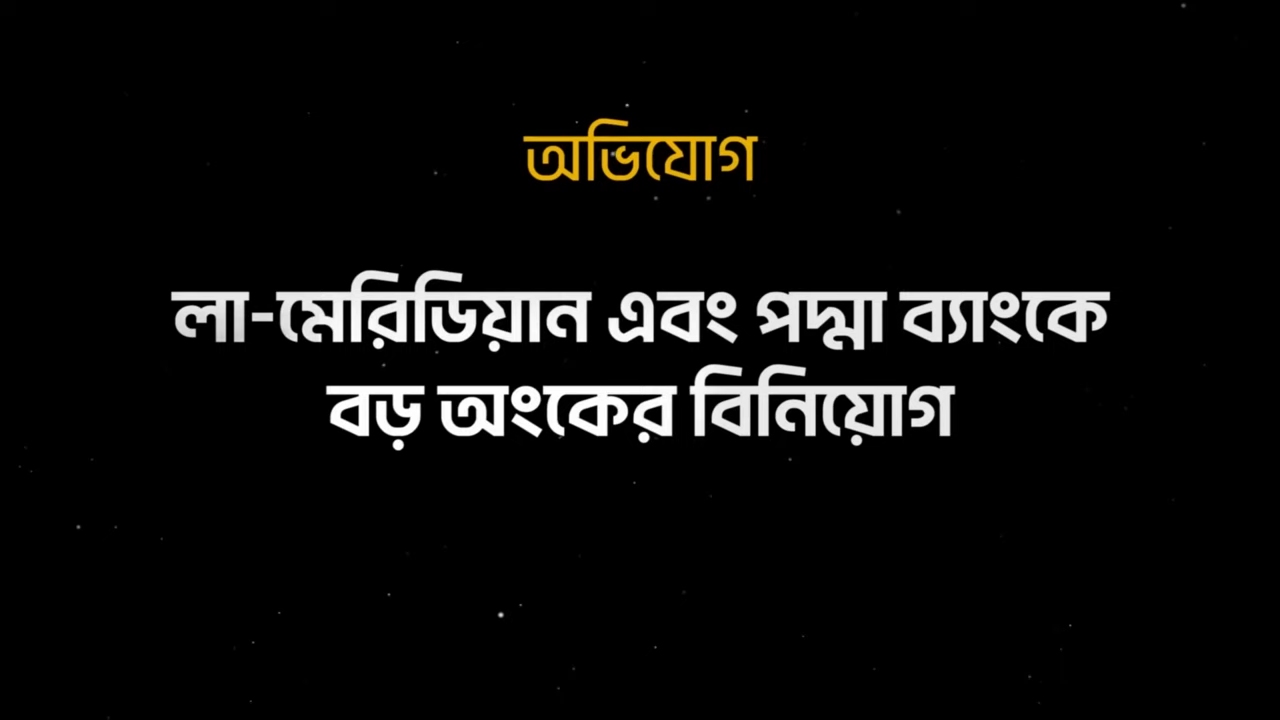 অভিযোগ
লা-মেরিডিয়ান এবং পদ্মা ব্যাংকে
বড় অংকের বিনিয়োগ